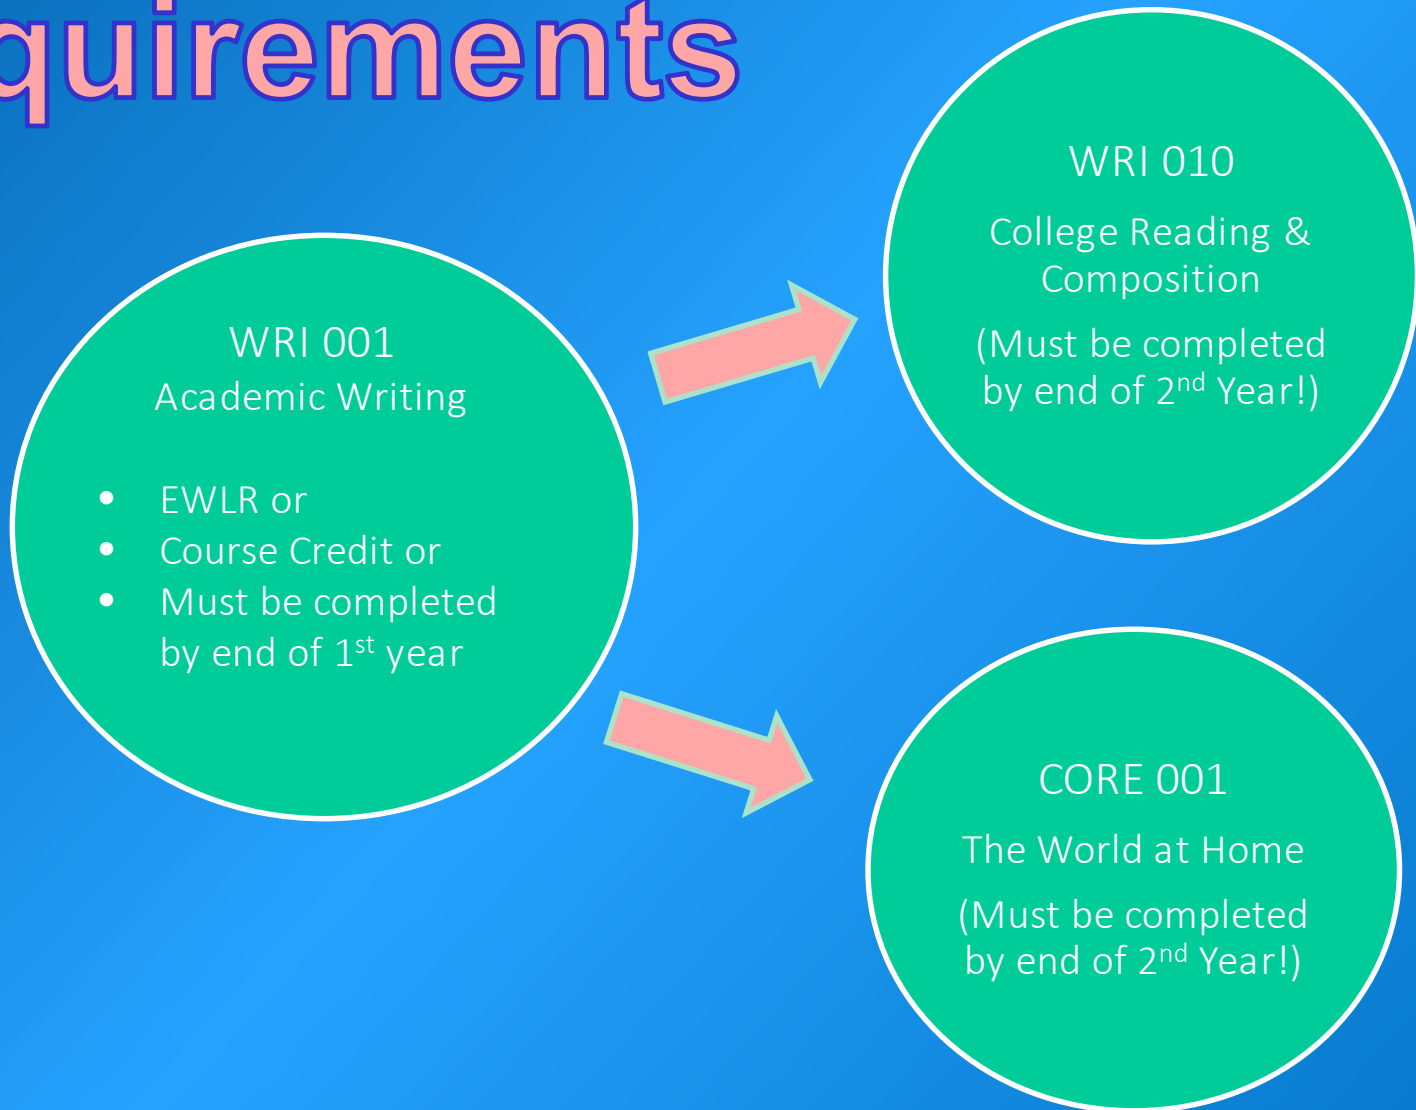 quirements
WRI 001
Academic Writing
• EWLR or
• Course Credit or
• Must be completed
by end of 1st year
WRI 010
College Reading &
Composition
(Must be completed
by end of 2nd Year!)
CORE 001
The World at Home
(Must be completed
by end of 2nd Year!)